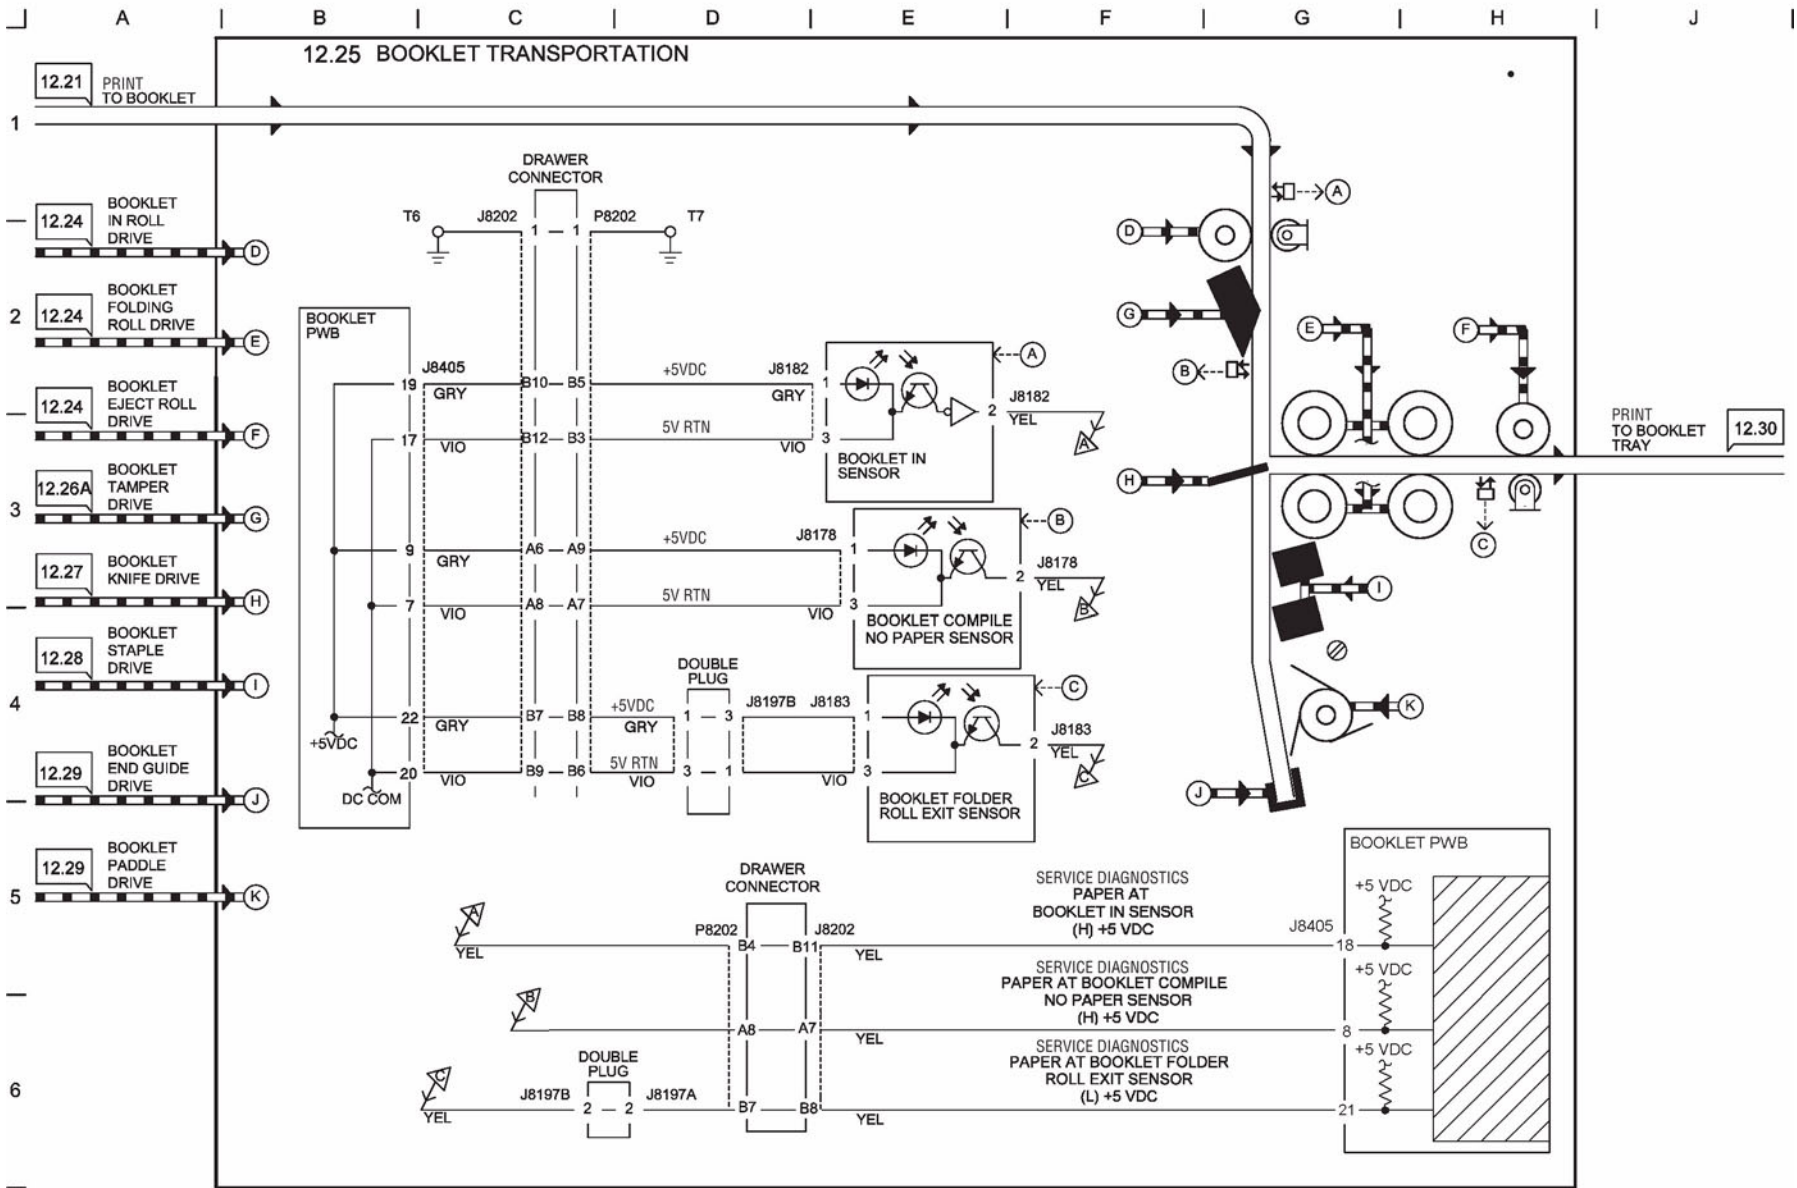 A B C D E F G H J
12.25 BOOKLET TRANSPORTATION
1
2
3
4
5
6
12.21
PRINT
TO BOOKLET
12.24
BOOKLET
IN ROLL
DRIVE
D
12.24
BOOKLET
FOLDING
ROLL DRIVE
E
12.24
BOOKLET
EJECT ROLL
DRIVE
F
12.26A
BOOKLET
TAMPER
DRIVE
G
12.27
BOOKLET
KNIFE DRIVE
H
12.28
BOOKLET
STAPLE
DRIVE
I
12.29
BOOKLET
END GUIDE
DRIVE
J
12.29
BOOKLET
PADDLE
DRIVE
K
DRAWER
CONNECTOR
T6 J8202 P8202 T7
1 1
BOOKLET
PWB
J8405
19 GRY B10 B5 +5VDC J8182 GRY 1
17 VIO B12 B3 5V RTN VIO 3
BOOKLET IN
SENSOR
A
2 J8182
YEL
A
9 GRY A6 A9 +5VDC J8178 1
7 VIO A8 A7 5V RTN VIO 3
BOOKLET COMPILE
NO PAPER SENSOR
B
2 J8178
YEL
B
DOUBLE
PLUG
22 GRY B7 B8 +5VDC GRY 1 3 J8197B J8183 1
20 VIO B9 B6 5V RTN VIO 3 1 VIO 3
+5VDC
DC COM
BOOKLET FOLDER
ROLL EXIT SENSOR
C
2 J8183
YEL
C
A
D
G
B
E
F
H
C
I
K
J
PRINT
TO BOOKLET
TRAY
12.30
DRAWER
CONNECTOR
A
YEL
P8202 B4 B11 J8202
YEL
SERVICE DIAGNOSTICS
PAPER AT
BOOKLET IN SENSOR
(H) +5 VDC
J8405
18
BOOKLET PWB
+5 VDC
B
A8 A7
YEL
SERVICE DIAGNOSTICS
PAPER AT BOOKLET COMPILE
NO PAPER SENSOR
(H) +5 VDC
8
+5 VDC
C
YEL
DOUBLE
PLUG
J8197B 2 2 J8197A
B7 B8
YEL
SERVICE DIAGNOSTICS
PAPER AT BOOKLET FOLDER
ROLL EXIT SENSOR
(L) +5 VDC
21
+5 VDC